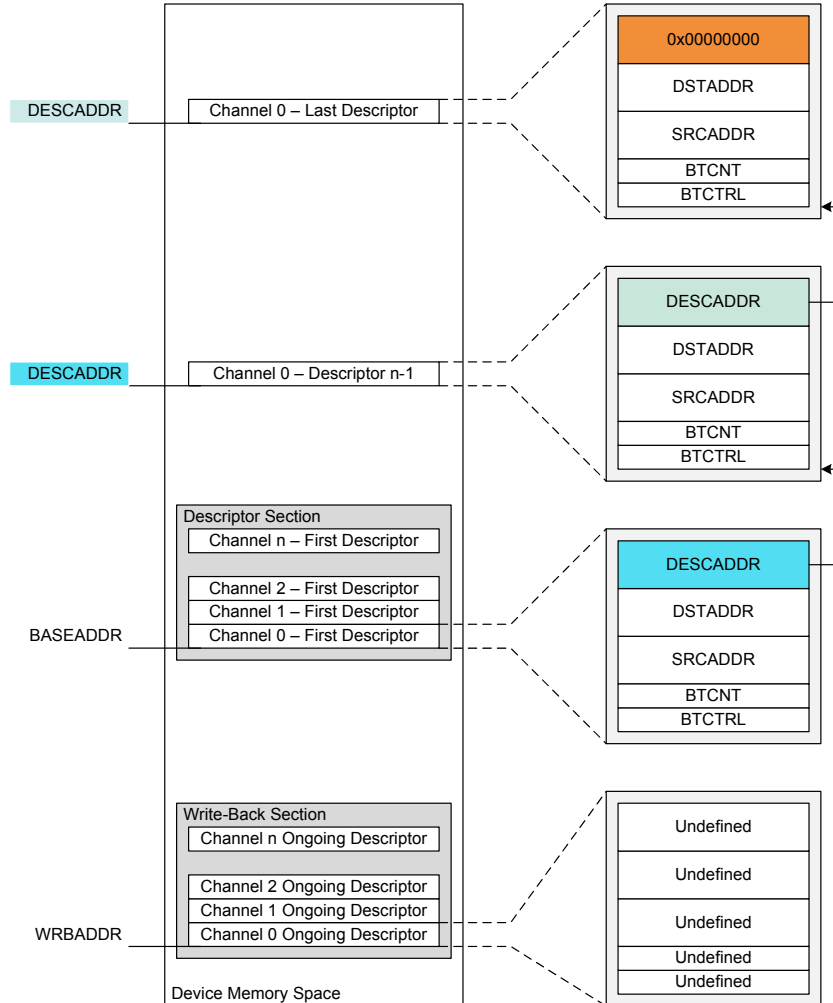 0x00000000
DESCADDR
Channel 0 – Last Descriptor
DSTADDR
SRCADDR
BTCNT
BTCTRL
DESCADDR
DESCADDR
Channel 0 – Descriptor n-1
DSTADDR
SRCADDR
BTCNT
BTCTRL
Descriptor Section
Channel n – First Descriptor
DESCADDR
Channel 2 – First Descriptor
Channel 1 – First Descriptor
DSTADDR
BASEADDR
Channel 0 – First Descriptor
SRCADDR
BTCNT
BTCTRL
Write-Back Section
Channel n Ongoing Descriptor
Undefined
Channel 2 Ongoing Descriptor
Undefined
Channel 1 Ongoing Descriptor
Undefined
WRBADDR
Channel 0 Ongoing Descriptor
Undefined
Undefined
Device Memory Space